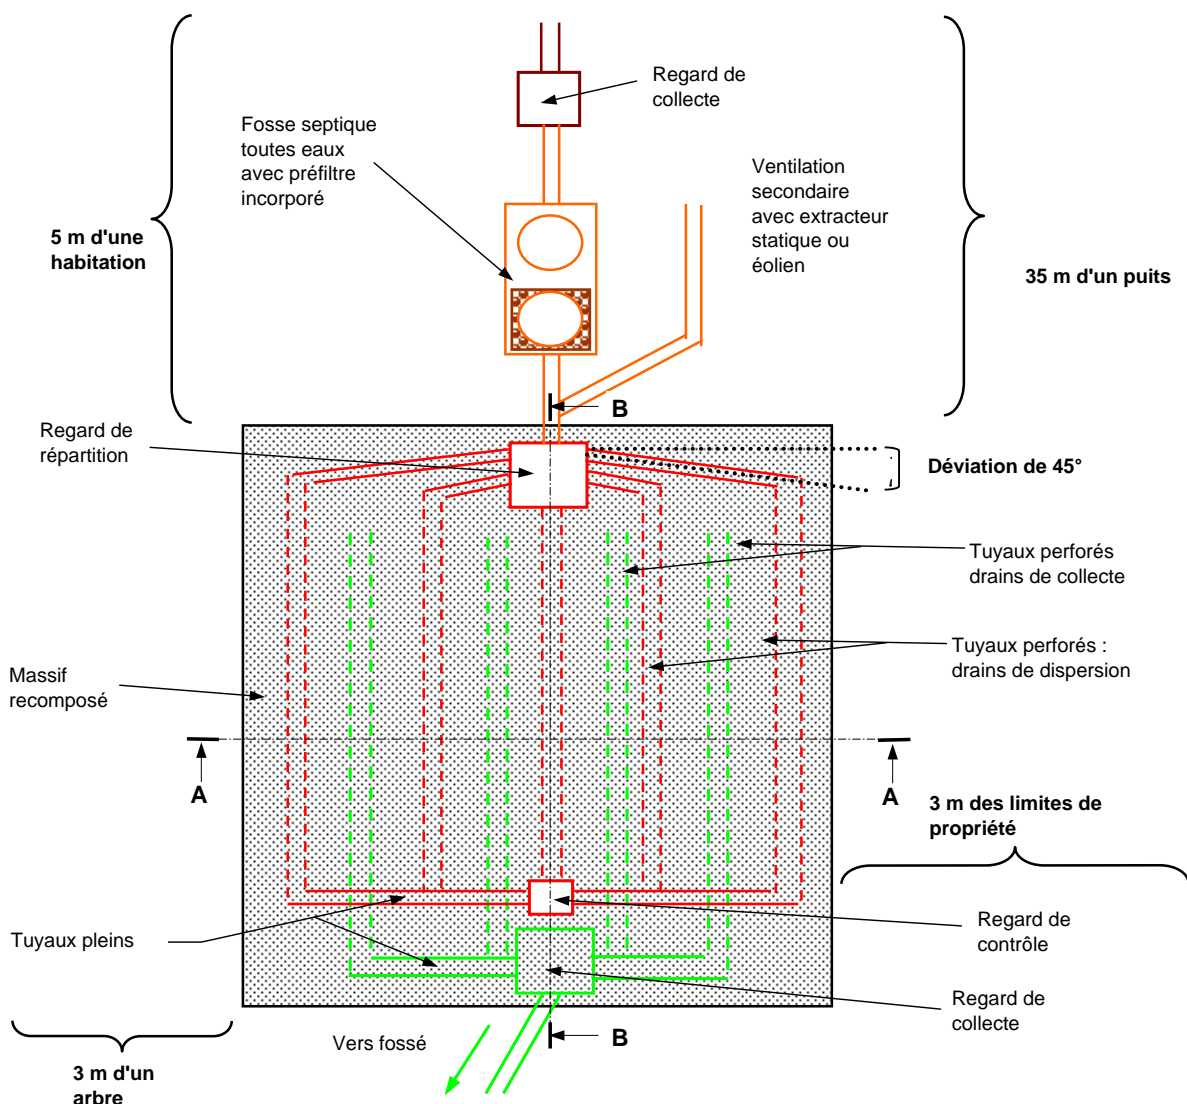 Regard de
collecte
Fosse septique
toutes eaux
avec préfiltre
incorporé
Ventilation
secondaire
avec extracteur
statique ou
éolien
5 m d'une
habitation
35 m d'un puits
B
Regard de
répartition
Déviation de 45°
Tuyaux perforés
drains de collecte
Tuyaux perforés :
drains de dispersion
Massif
recomposé
A
A
3 m des limites de
propriété
Tuyaux pleins
Regard de
contrôle
Regard de
collecte
Vers fossé
B
3 m d'un
arbre